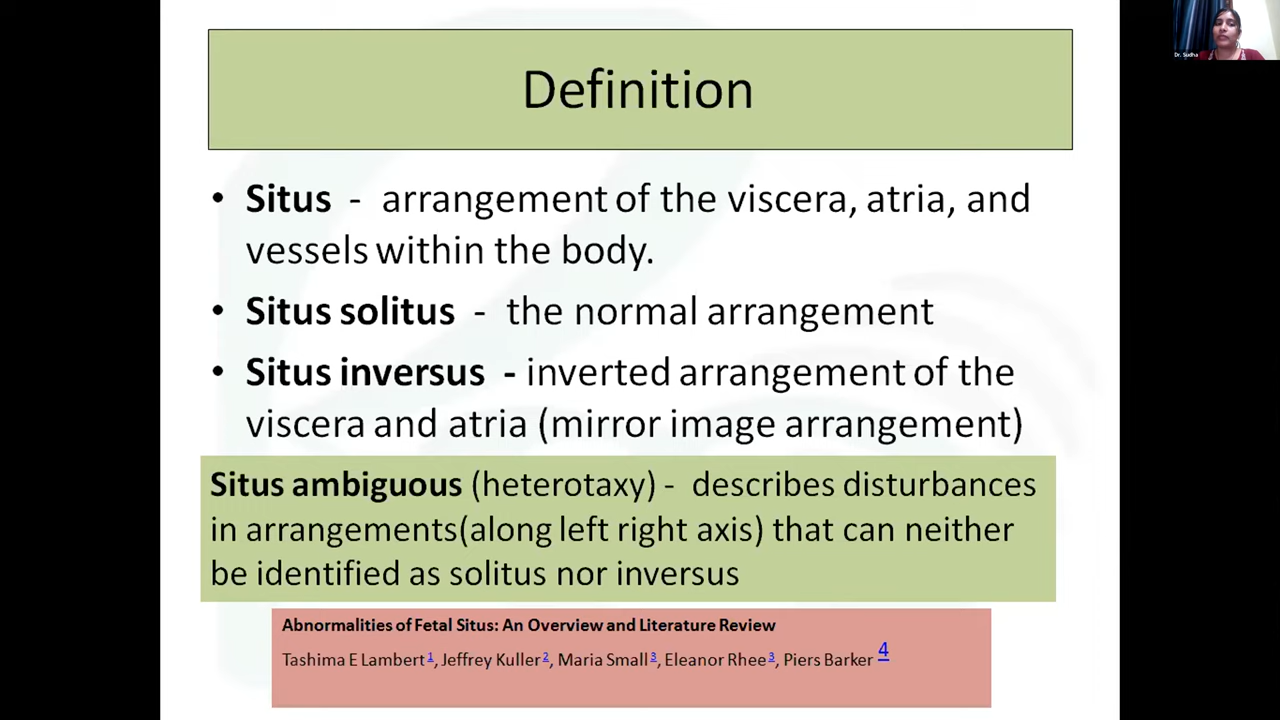 Definition
• Situs - arrangement of the viscera, atria, and
vessels within the body.
• Situs solitus - the normal arrangement
• Situs inversus - inverted arrangement of the
viscera and atria (mirror image arrangement)
Situs ambiguous (heterotaxy) - describes disturbances
in arrangements(along left right axis) that can neither
be identified as solitus nor inversus
Abnormalities of Fetal Situs: An Overview and Literature Review
Tashima E Lambert 1, Jeffrey Kuller 2, Maria Small 3, Eleanor Rhee 3, Piers Barker 4
Dr. Sudha